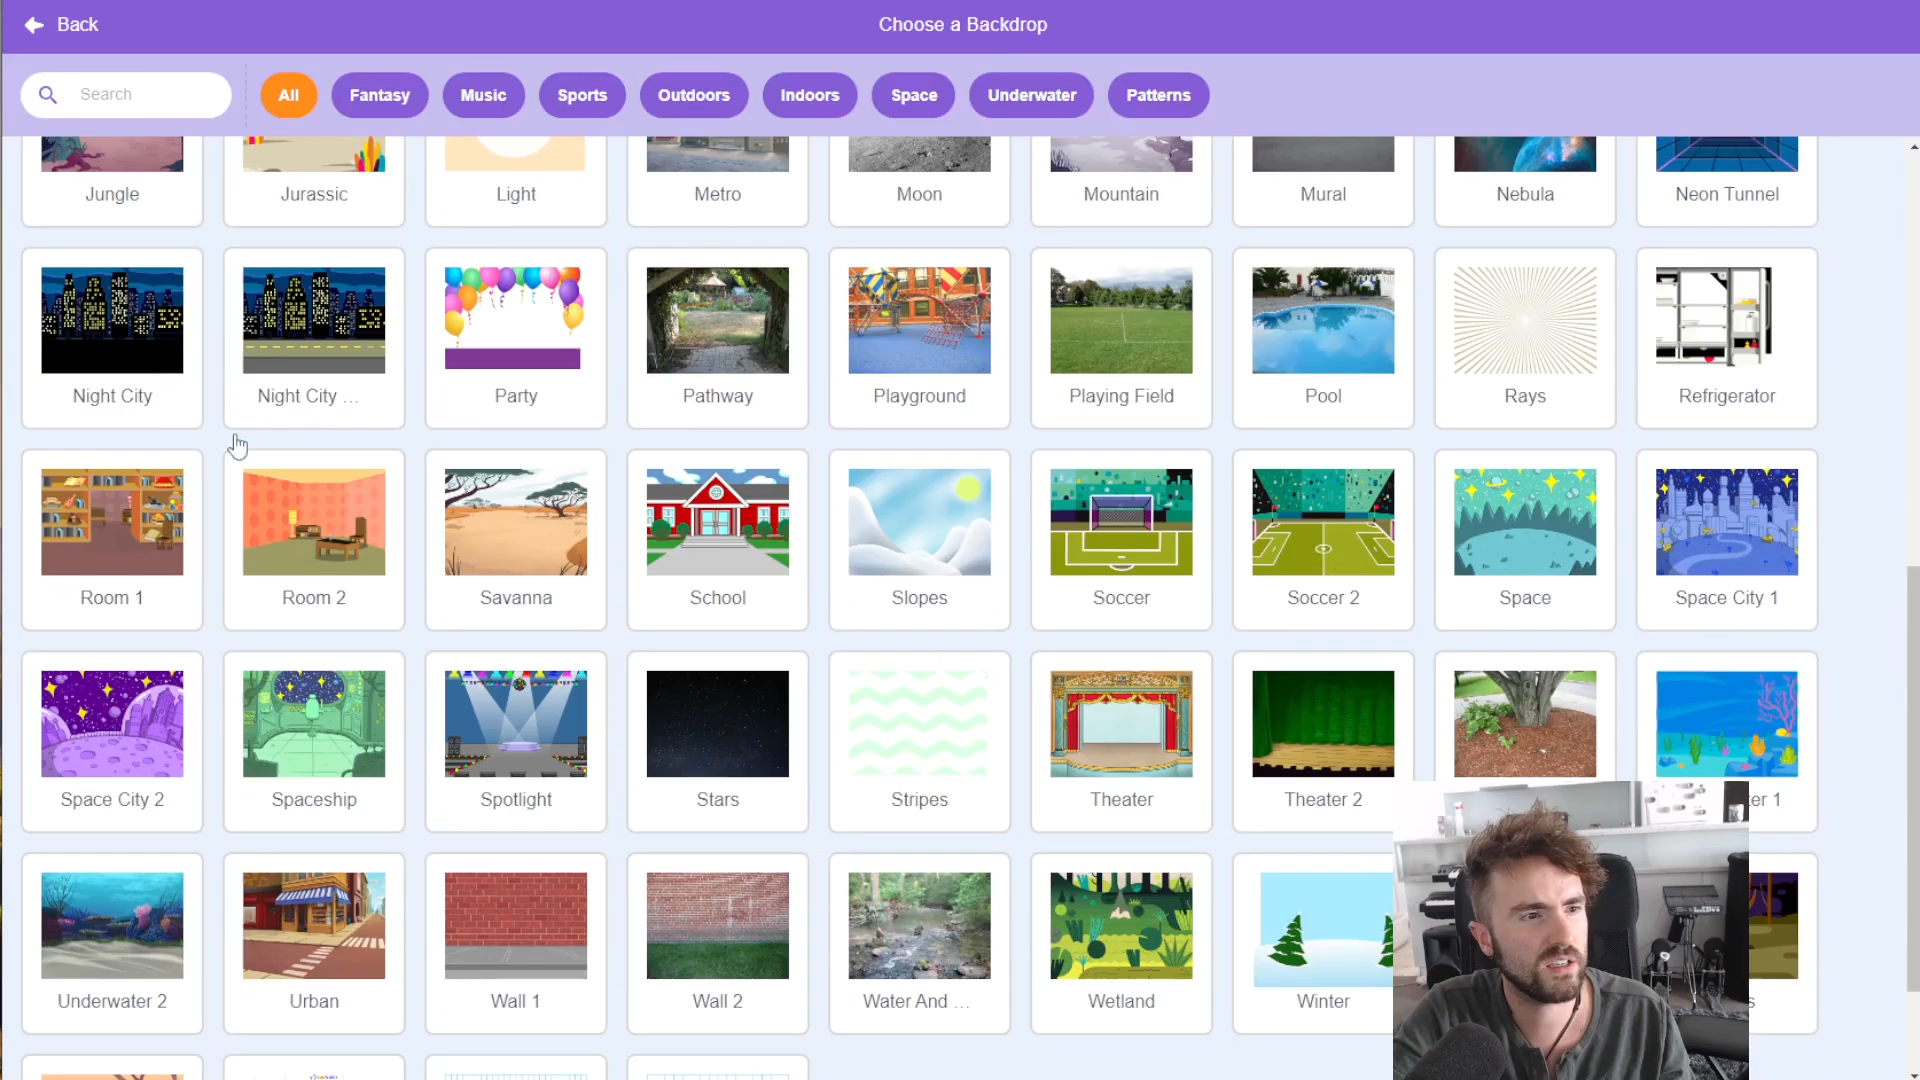 Back
Choose a Backdrop
Search
All
Fantasy
Music
Sports
Outdoors
Indoors
Space
Underwater
Patterns
Jungle
Jurassic
Light
Metro
Moon
Mountain
Mural
Nebula
Neon Tunnel
Night City
Night City ...
Party
Pathway
Playground
Playing Field
Pool
Rays
Refrigerator
Room 1
Room 2
Savanna
School
Slopes
Soccer
Soccer 2
Space
Space City 1
Space City 2
Spaceship
Spotlight
Stars
Stripes
Theater
Theater 2
er 1
Underwater 2
Urban
Wall 1
Wall 2
Water And ...
Wetland
Winter
s